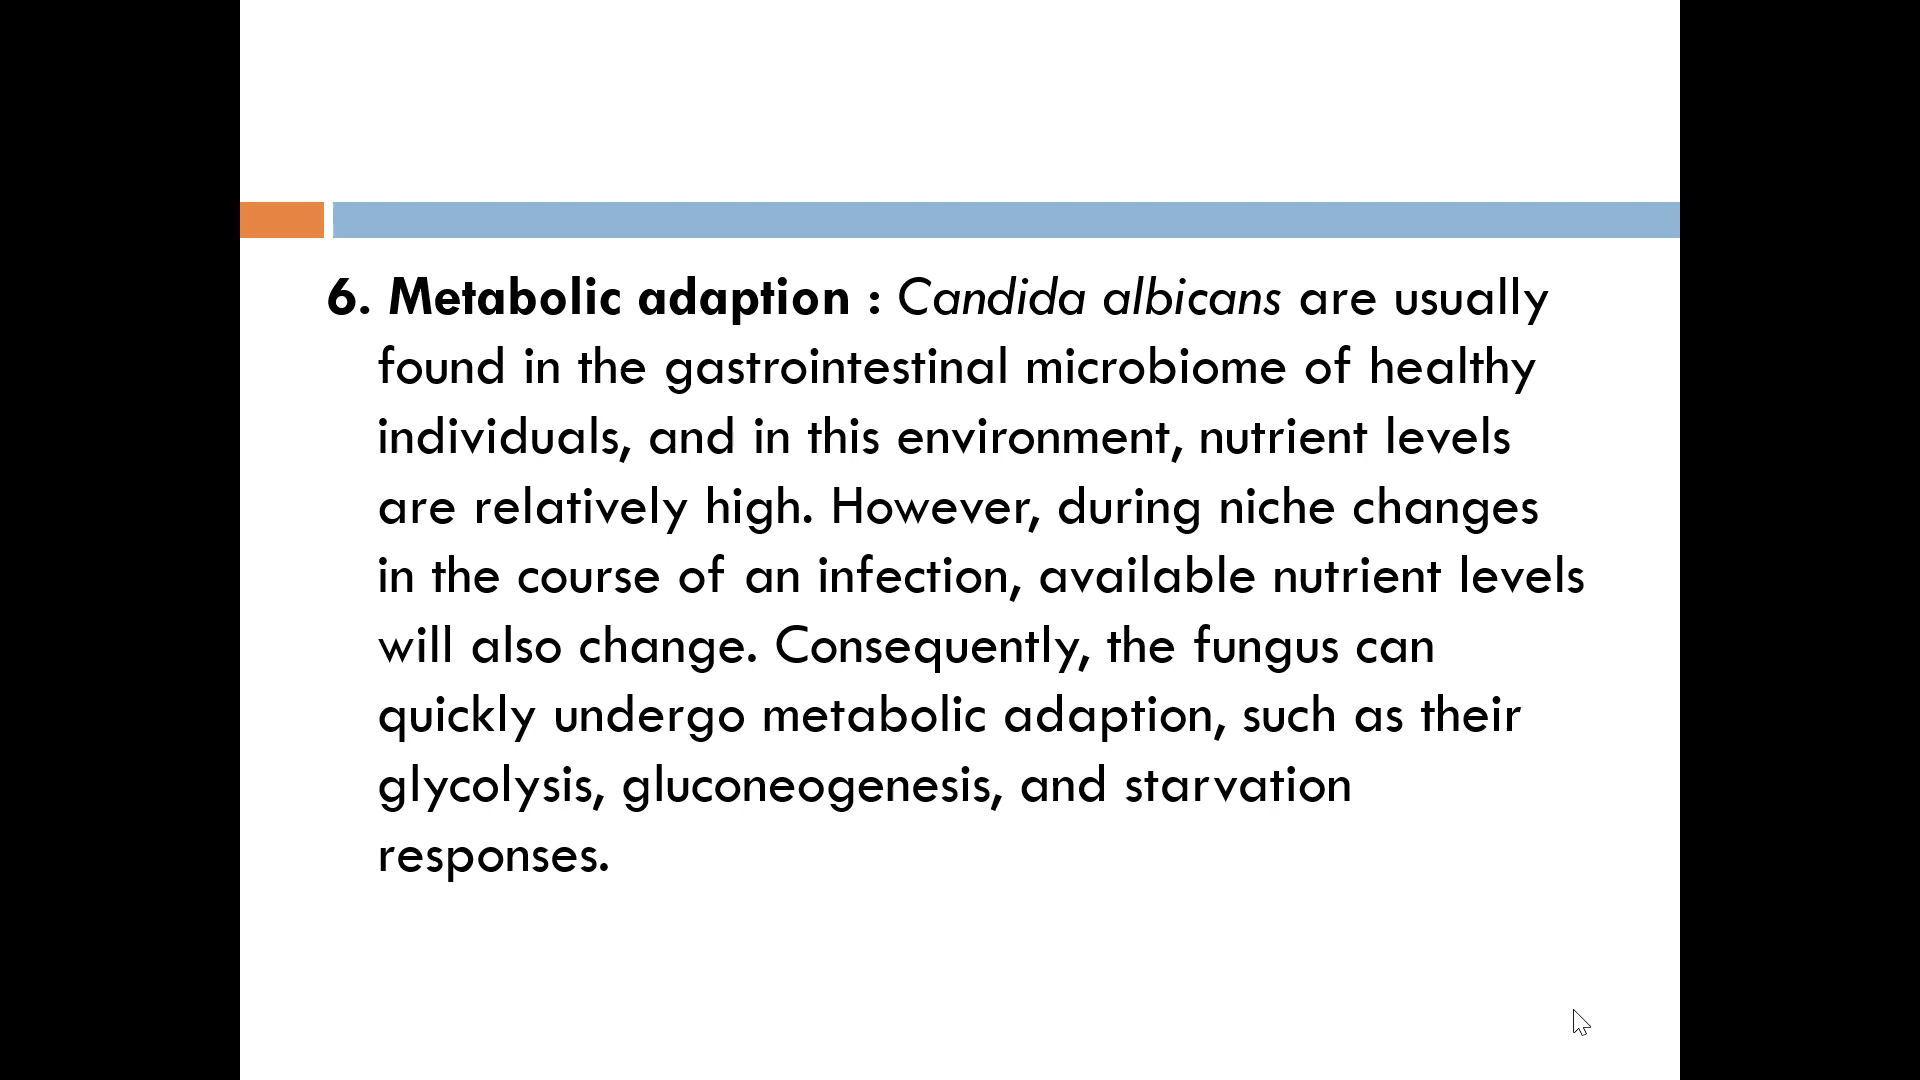 6. Metabolic adaption : Candida albicans are usually
found in the gastrointestinal microbiome of healthy
individuals, and in this environment, nutrient levels
are relatively high. However, during niche changes
in the course of an infection, available nutrient levels
will also change. Consequently, the fungus can
quickly undergo metabolic adaption, such as their
glycolysis, gluconeogenesis, and starvation
responses.